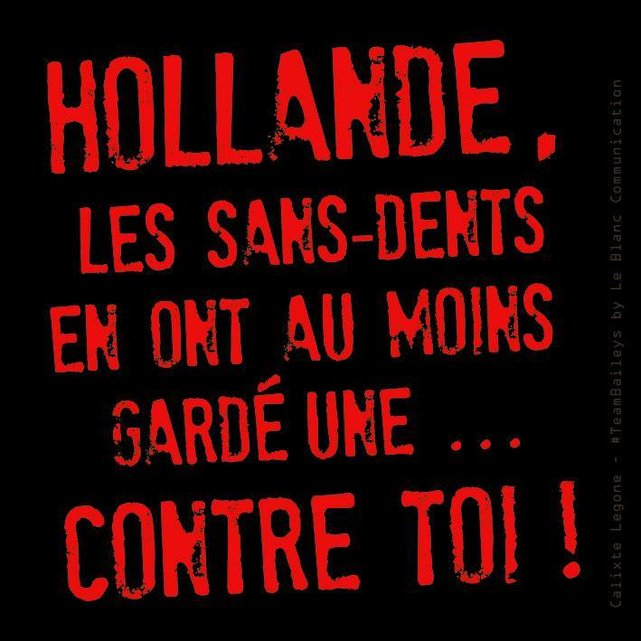 HOLLANDE,
LES SANS-DENTS
EN ONT AU MOINS
GARDÉ UNE ...
CONTRE TOI !
Calixte Legone - #TeamBaileys by Le Blanc Communication